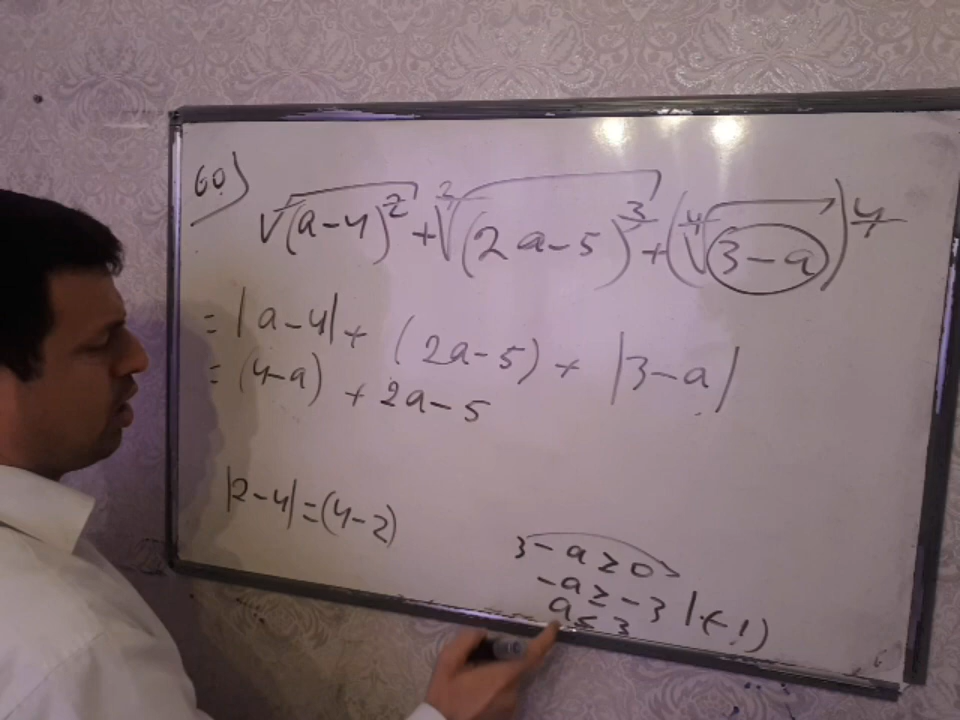 60)
√(a-4)² + ∛(2a-5)³ + (∜(3-a))⁴
= |a-4| + (2a-5) + |3-a|
= (4-a) + 2a-5
|2-4| = (4-2)
3-a ≥ 0
-a ≥ -3 | ·(-1)
a ≤ 3